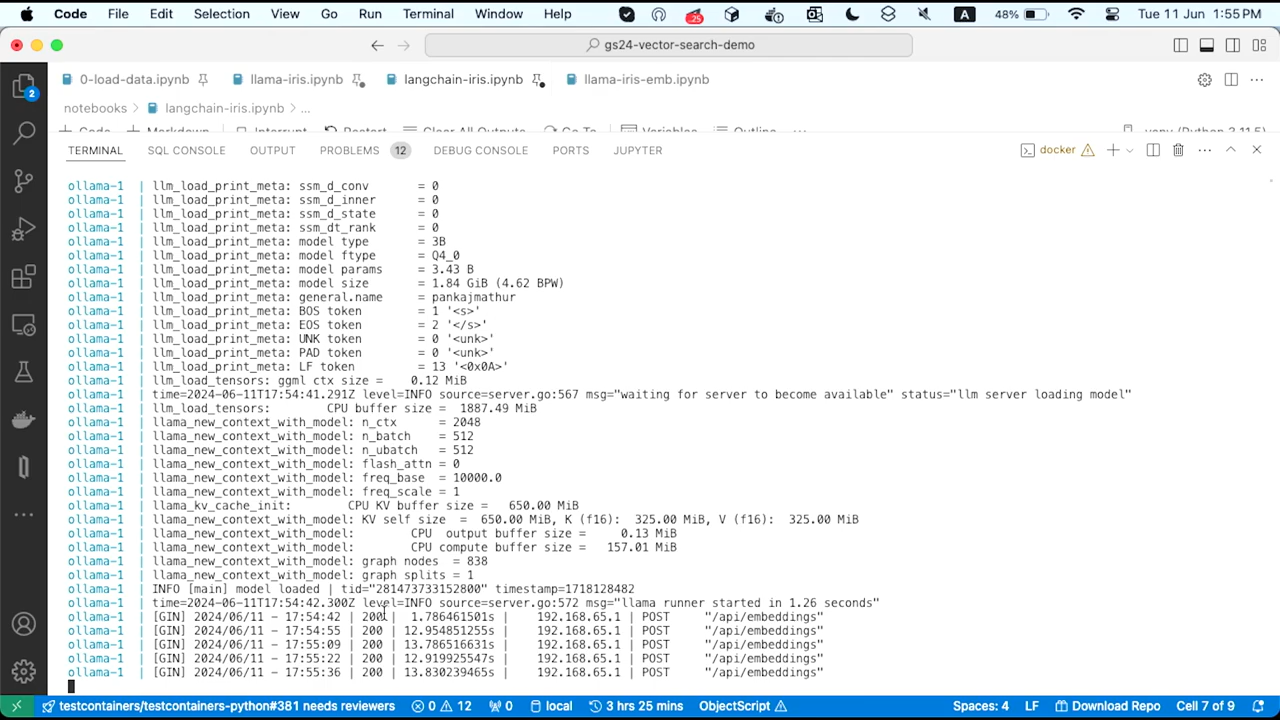 Code File Edit Selection View Go Run Terminal Window Help .25 A 48% Tue 11 Jun 1:55 PM
gs24-vector-search-demo
0-load-data.ipynb llama-iris.ipynb langchain-iris.ipynb llama-iris-emb.ipynb
notebooks > langchain-iris.ipynb > ...
Code Markdown Interrupt Restart Clear All Outputs Go To Variables Outline ... .venv (Python 3.11.5)
TERMINAL SQL CONSOLE OUTPUT PROBLEMS 12 DEBUG CONSOLE PORTS JUPYTER docker
2
ollama-1 | llm_load_print_meta: ssm_d_conv = 0
ollama-1 | llm_load_print_meta: ssm_d_inner = 0
ollama-1 | llm_load_print_meta: ssm_d_state = 0
ollama-1 | llm_load_print_meta: ssm_dt_rank = 0
ollama-1 | llm_load_print_meta: model type = 3B
ollama-1 | llm_load_print_meta: model ftype = Q4_0
ollama-1 | llm_load_print_meta: model params = 3.43 B
ollama-1 | llm_load_print_meta: model size = 1.84 GiB (4.62 BPW)
ollama-1 | llm_load_print_meta: general.name = pankajmathur
ollama-1 | llm_load_print_meta: BOS token = 1 '<s>'
ollama-1 | llm_load_print_meta: EOS token = 2 '</s>'
ollama-1 | llm_load_print_meta: UNK token = 0 '<unk>'
ollama-1 | llm_load_print_meta: PAD token = 0 '<unk>'
ollama-1 | llm_load_print_meta: LF token = 13 '<0x0A>'
ollama-1 | llm_load_tensors: ggml ctx size = 0.12 MiB
ollama-1 | time=2024-06-11T17:54:41.291Z level=INFO source=server.go:567 msg="waiting for server to become available" status="llm server loading model"
ollama-1 | llm_load_tensors: CPU buffer size = 1887.49 MiB
ollama-1 | llama_new_context_with_model: n_ctx = 2048
ollama-1 | llama_new_context_with_model: n_batch = 512
ollama-1 | llama_new_context_with_model: n_ubatch = 512
ollama-1 | llama_new_context_with_model: flash_attn = 0
ollama-1 | llama_new_context_with_model: freq_base = 10000.0
ollama-1 | llama_new_context_with_model: freq_scale = 1
ollama-1 | llama_kv_cache_init: CPU KV buffer size = 650.00 MiB
ollama-1 | llama_new_context_with_model: KV self size = 650.00 MiB, K (f16): 325.00 MiB, V (f16): 325.00 MiB
ollama-1 | llama_new_context_with_model: CPU output buffer size = 0.13 MiB
ollama-1 | llama_new_context_with_model: CPU compute buffer size = 157.01 MiB
ollama-1 | llama_new_context_with_model: graph nodes = 838
ollama-1 | llama_new_context_with_model: graph splits = 1
ollama-1 | INFO [main] model loaded | tid="281473733152800" timestamp=1718128482
ollama-1 | time=2024-06-11T17:54:42.300Z level=INFO source=server.go:572 msg="llama runner started in 1.26 seconds"
ollama-1 | [GIN] 2024/06/11 - 17:54:42 | 200 | 1.786461501s | 192.168.65.1 | POST "/api/embeddings"
ollama-1 | [GIN] 2024/06/11 - 17:54:55 | 200 | 12.954851255s | 192.168.65.1 | POST "/api/embeddings"
ollama-1 | [GIN] 2024/06/11 - 17:55:09 | 200 | 13.786516631s | 192.168.65.1 | POST "/api/embeddings"
ollama-1 | [GIN] 2024/06/11 - 17:55:22 | 200 | 12.919925547s | 192.168.65.1 | POST "/api/embeddings"
ollama-1 | [GIN] 2024/06/11 - 17:55:36 | 200 | 13.830239465s | 192.168.65.1 | POST "/api/embeddings"
testcontainers/testcontainers-python#381 needs reviewers 0 12 0 local 3 hrs 25 mins ObjectScript Spaces: 4 LF Download Repo Cell 7 of 9